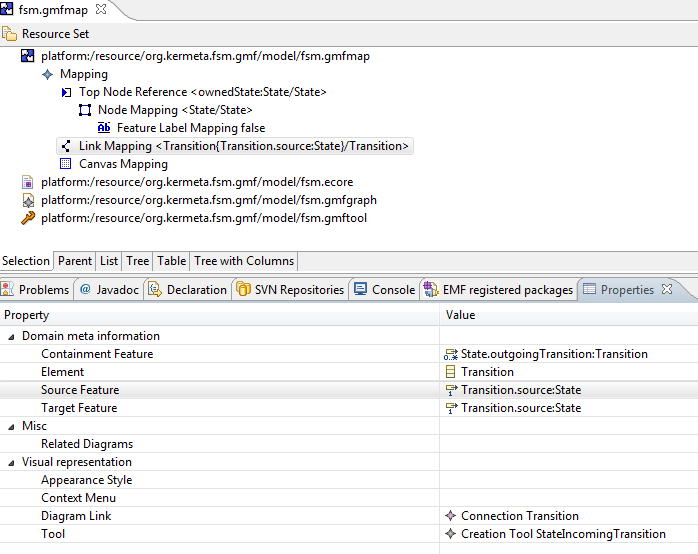 fsm.gmfmap
Resource Set
platform:/resource/org.kermeta.fsm.gmf/model/fsm.gmfmap
Mapping
Top Node Reference <ownedState:State/State>
Node Mapping <State/State>
Feature Label Mapping false
Link Mapping <Transition{Transition.source:State}/Transition>
Canvas Mapping
platform:/resource/org.kermeta.fsm.gmf/model/fsm.ecore
platform:/resource/org.kermeta.fsm.gmf/model/fsm.gmfgraph
platform:/resource/org.kermeta.fsm.gmf/model/fsm.gmftool
Selection Parent List Tree Table Tree with Columns
Problems @ Javadoc Declaration SVN Repositories Console EMF registered packages Properties
Property Value
Domain meta information
Containment Feature State.outgoingTransition:Transition
Element Transition
Source Feature Transition.source:State
Target Feature Transition.source:State
Misc
Related Diagrams
Visual representation
Appearance Style
Context Menu
Diagram Link Connection Transition
Tool Creation Tool StateIncomingTransition